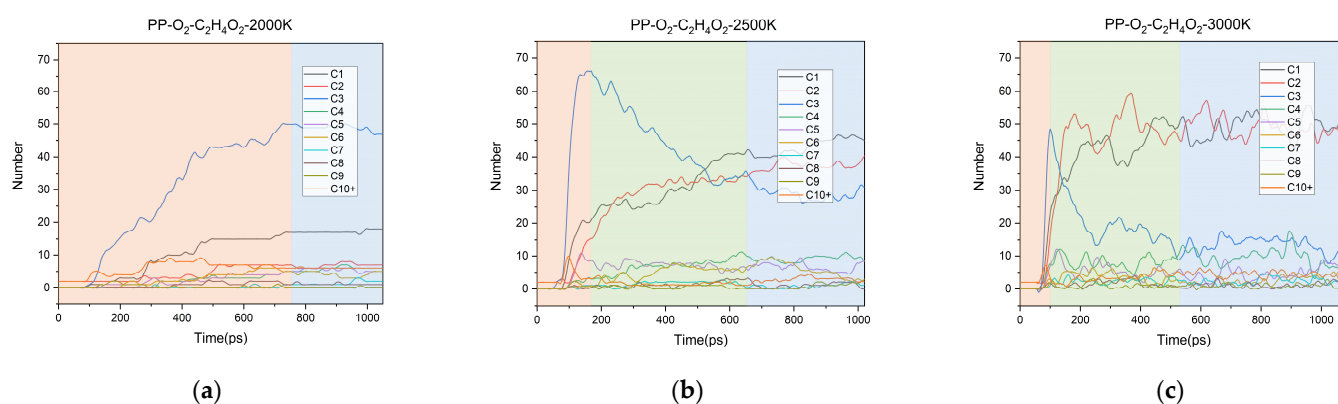 PP-O₂-C₂H₄O₂-2000K
70
60
50
40
30
20
10
0
Number
0 200 400 600 800 1000
Time(ps)
C1
C2
C3
C4
C5
C6
C7
C8
C9
C10+
(a)
PP-O₂-C₂H₄O₂-2500K
70
60
50
40
30
20
10
0
Number
0 200 400 600 800 1000
Time(ps)
C1
C2
C3
C4
C5
C6
C7
C8
C9
C10+
(b)
PP-O₂-C₂H₄O₂-3000K
70
60
50
40
30
20
10
0
Number
0 200 400 600 800 1000
Time(ps)
C1
C2
C3
C4
C5
C6
C7
C8
C9
C10+
(c)